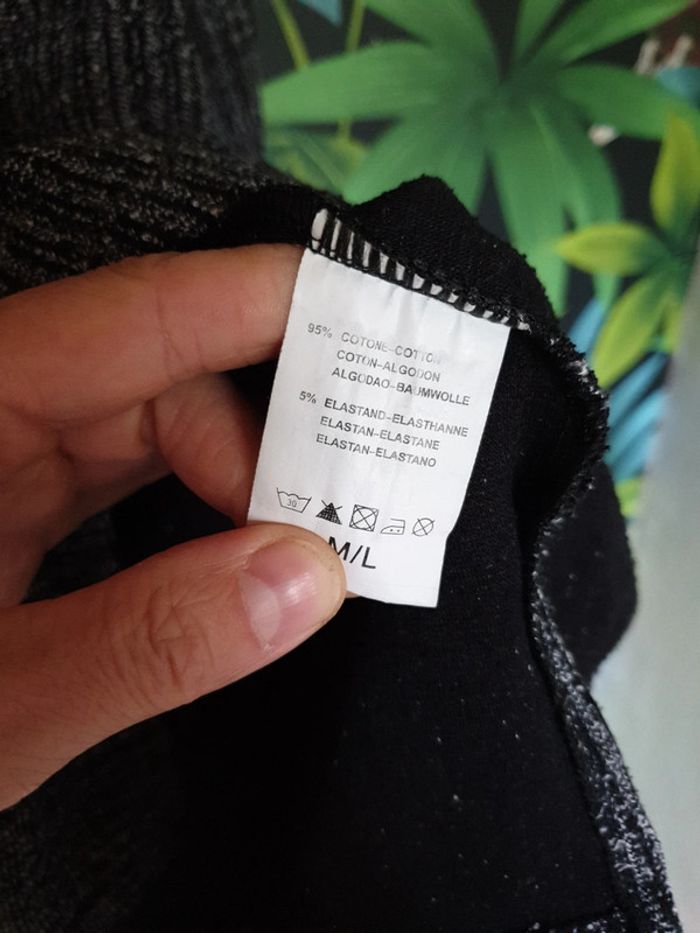 95% COTONE-COTTON
COTON-ALGODON
ALGODAO-BAUMWOLLE
5% ELASTAND-ELASTHANNE
ELASTAN-ELASTANE
ELASTAN-ELASTANO
30
M/L